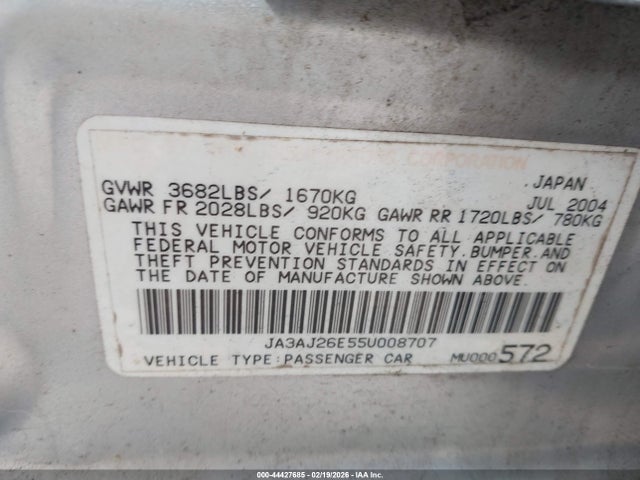 CORPORATION
JAPAN
GVWR 3682LBS/ 1670KG JUL 2004
GAWR FR 2028LBS/ 920KG GAWR RR 1720LBS/ 780KG
THIS VEHICLE CONFORMS TO ALL APPLICABLE
FEDERAL MOTOR VEHICLE SAFETY.BUMPER.AND
THEFT PREVENTION STANDARDS IN EFFECT ON
THE DATE OF MANUFACTURE SHOWN ABOVE.
JA3AJ26E55U008707
VEHICLE TYPE:PASSENGER CAR MU000572
000-44427685 - 02/19/2026 - IAAI, Inc.